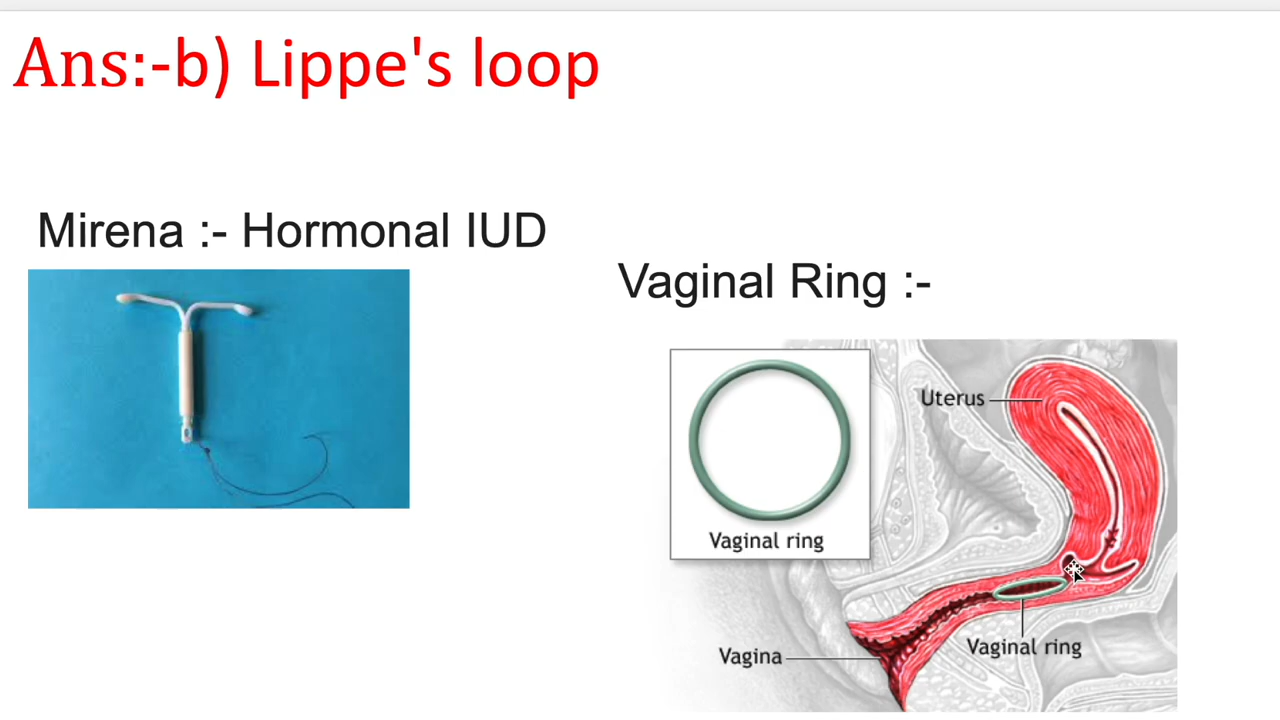 Ans:-b) Lippe's loop
Mirena :- Hormonal IUD
Vaginal Ring :-
Uterus
Vaginal ring
Vaginal ring
Vagina